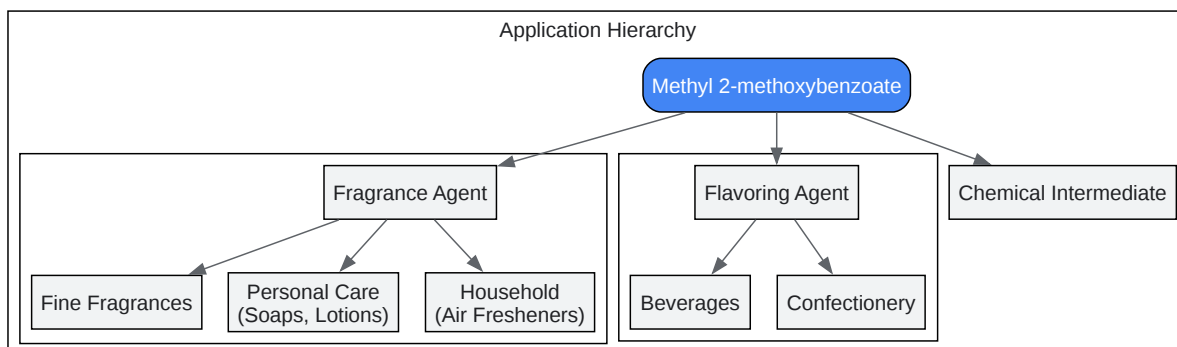 Application Hierarchy
Methyl 2-methoxybenzoate
Fragrance Agent
Flavoring Agent
Chemical Intermediate
Fine Fragrances
Personal Care
(Soaps, Lotions)
Household
(Air Fresheners)
Beverages
Confectionery